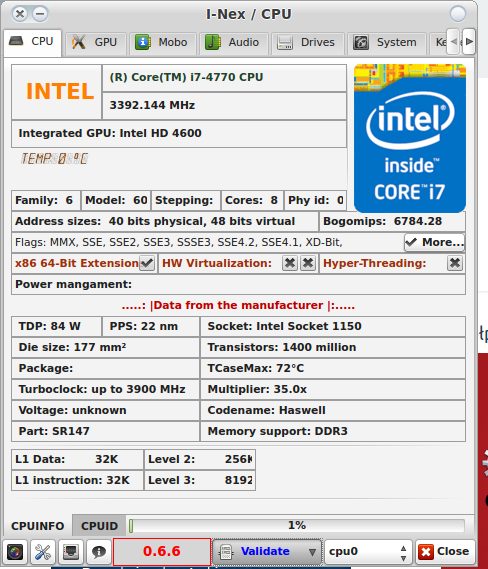 I-Nex / CPU
CPU GPU Mobo Audio Drives System Ke
INTEL
(R) Core(TM) i7-4770 CPU
3392.144 MHz
Integrated GPU: Intel HD 4600
TEMP: 0 °C
intel
inside™
CORE™ i7
Family: 6 Model: 60 Stepping: Cores: 8 Phy id: 0
Address sizes: 40 bits physical, 48 bits virtual Bogomips: 6784.28
Flags: MMX, SSE, SSE2, SSE3, SSSE3, SSE4.2, SSE4.1, XD-Bit, More...
x86 64-Bit Extension HW Virtualization: Hyper-Threading:
Power mangament:
.....: |Data from the manufacturer |:.....
TDP: 84 W PPS: 22 nm Socket: Intel Socket 1150
Die size: 177 mm² Transistors: 1400 million
Package: TCaseMax: 72°C
Turboclock: up to 3900 MHz Multiplier: 35.0x
Voltage: unknown Codename: Haswell
Part: SR147 Memory support: DDR3
L1 Data: 32K Level 2: 256K
L1 instruction: 32K Level 3: 8192
CPUINFO CPUID 1%
0.6.6 Validate cpu0 Close